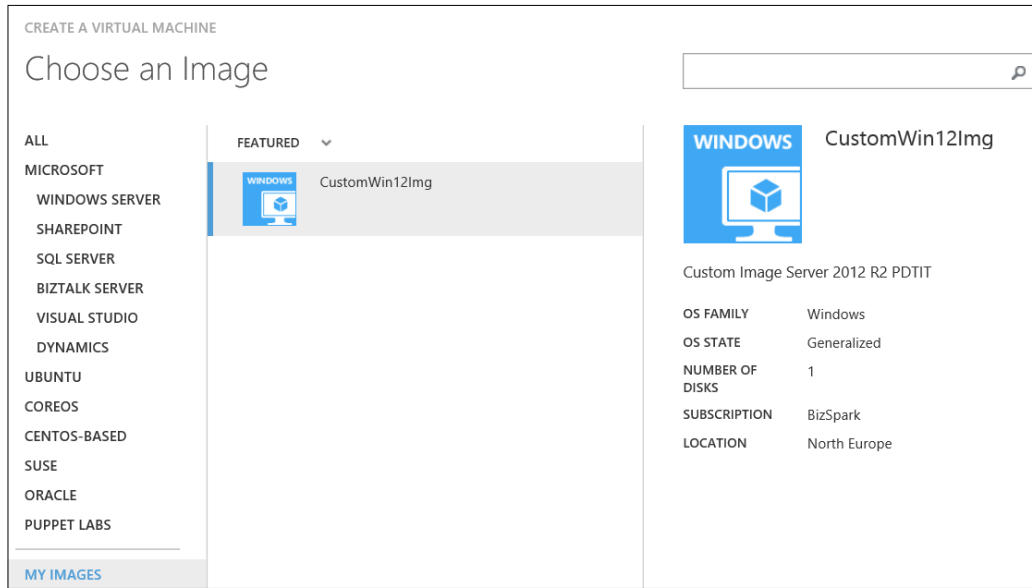 CREATE A VIRTUAL MACHINE
Choose an Image
ALL
MICROSOFT
WINDOWS SERVER
SHAREPOINT
SQL SERVER
BIZTALK SERVER
VISUAL STUDIO
DYNAMICS
UBUNTU
COREOS
CENTOS-BASED
SUSE
ORACLE
PUPPET LABS
MY IMAGES
FEATURED
WINDOWS
CustomWin12Img
WINDOWS
CustomWin12Img
Custom Image Server 2012 R2 PDTIT
OS FAMILY Windows
OS STATE Generalized
NUMBER OF 1
DISKS
SUBSCRIPTION BizSpark
LOCATION North Europe